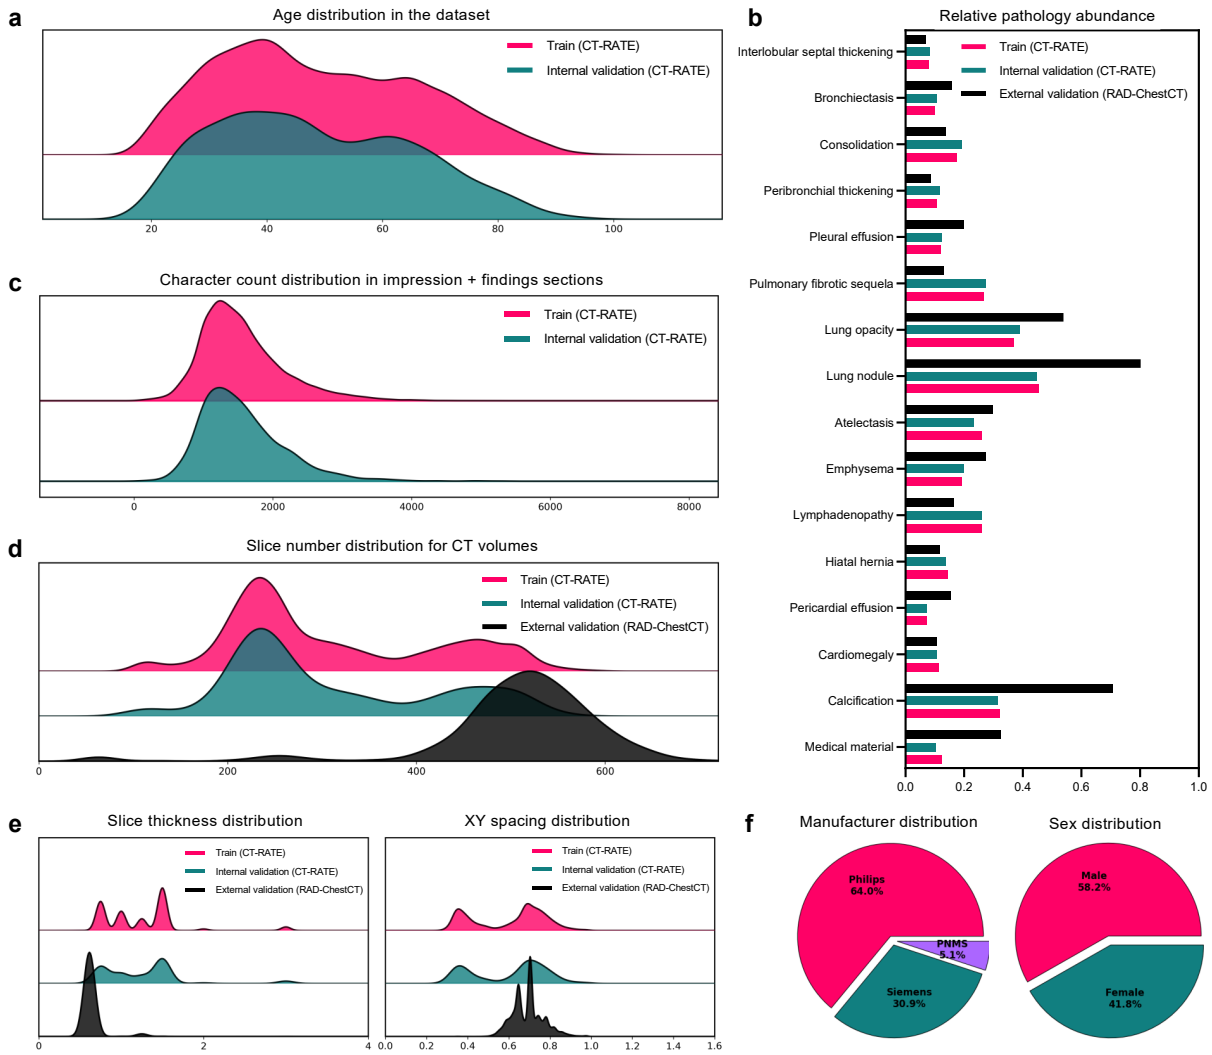 a
Age distribution in the dataset
Train (CT-RATE)
Internal validation (CT-RATE)
20 40 60 80 100
b
Relative pathology abundance
Train (CT-RATE)
Internal validation (CT-RATE)
External validation (RAD-ChestCT)
Interlobular septal thickening
Bronchiectasis
Consolidation
Peribronchial thickening
Pleural effusion
Pulmonary fibrotic sequela
Lung opacity
Lung nodule
Atelectasis
Emphysema
Lymphadenopathy
Hiatal hernia
Pericardial effusion
Cardiomegaly
Calcification
Medical material
0.0 0.2 0.4 0.6 0.8 1.0
c
Character count distribution in impression + findings sections
Train (CT-RATE)
Internal validation (CT-RATE)
0 2000 4000 6000 8000
d
Slice number distribution for CT volumes
Train (CT-RATE)
Internal validation (CT-RATE)
External validation (RAD-ChestCT)
0 200 400 600
e
Slice thickness distribution
Train (CT-RATE)
Internal validation (CT-RATE)
External validation (RAD-ChestCT)
0 2 4
XY spacing distribution
Train (CT-RATE)
Internal validation (CT-RATE)
External validation (RAD-ChestCT)
0.0 0.2 0.4 0.6 0.8 1.0 1.2 1.4 1.6
f
Manufacturer distribution
Philips
64.0%
PNMS
5.1%
Siemens
30.9%
Sex distribution
Male
58.2%
Female
41.8%